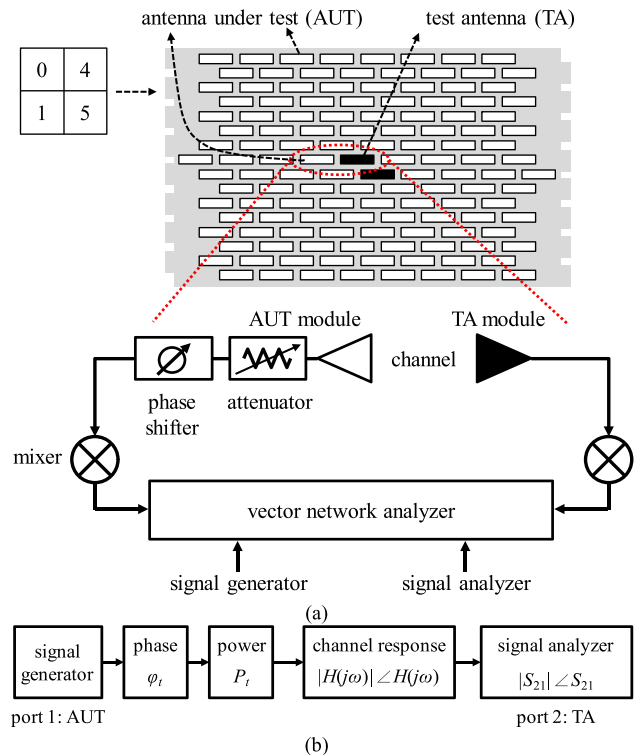 antenna under test (AUT)
test antenna (TA)
0 4
1 5
AUT module
TA module
channel
phase
shifter
attenuator
mixer
vector network analyzer
signal generator
signal analyzer
(a)
signal
generator
phase
φt
power
Pt
channel response
|H(jω)|∠H(jω)
signal analyzer
|S21|∠S21
port 1: AUT
port 2: TA
(b)